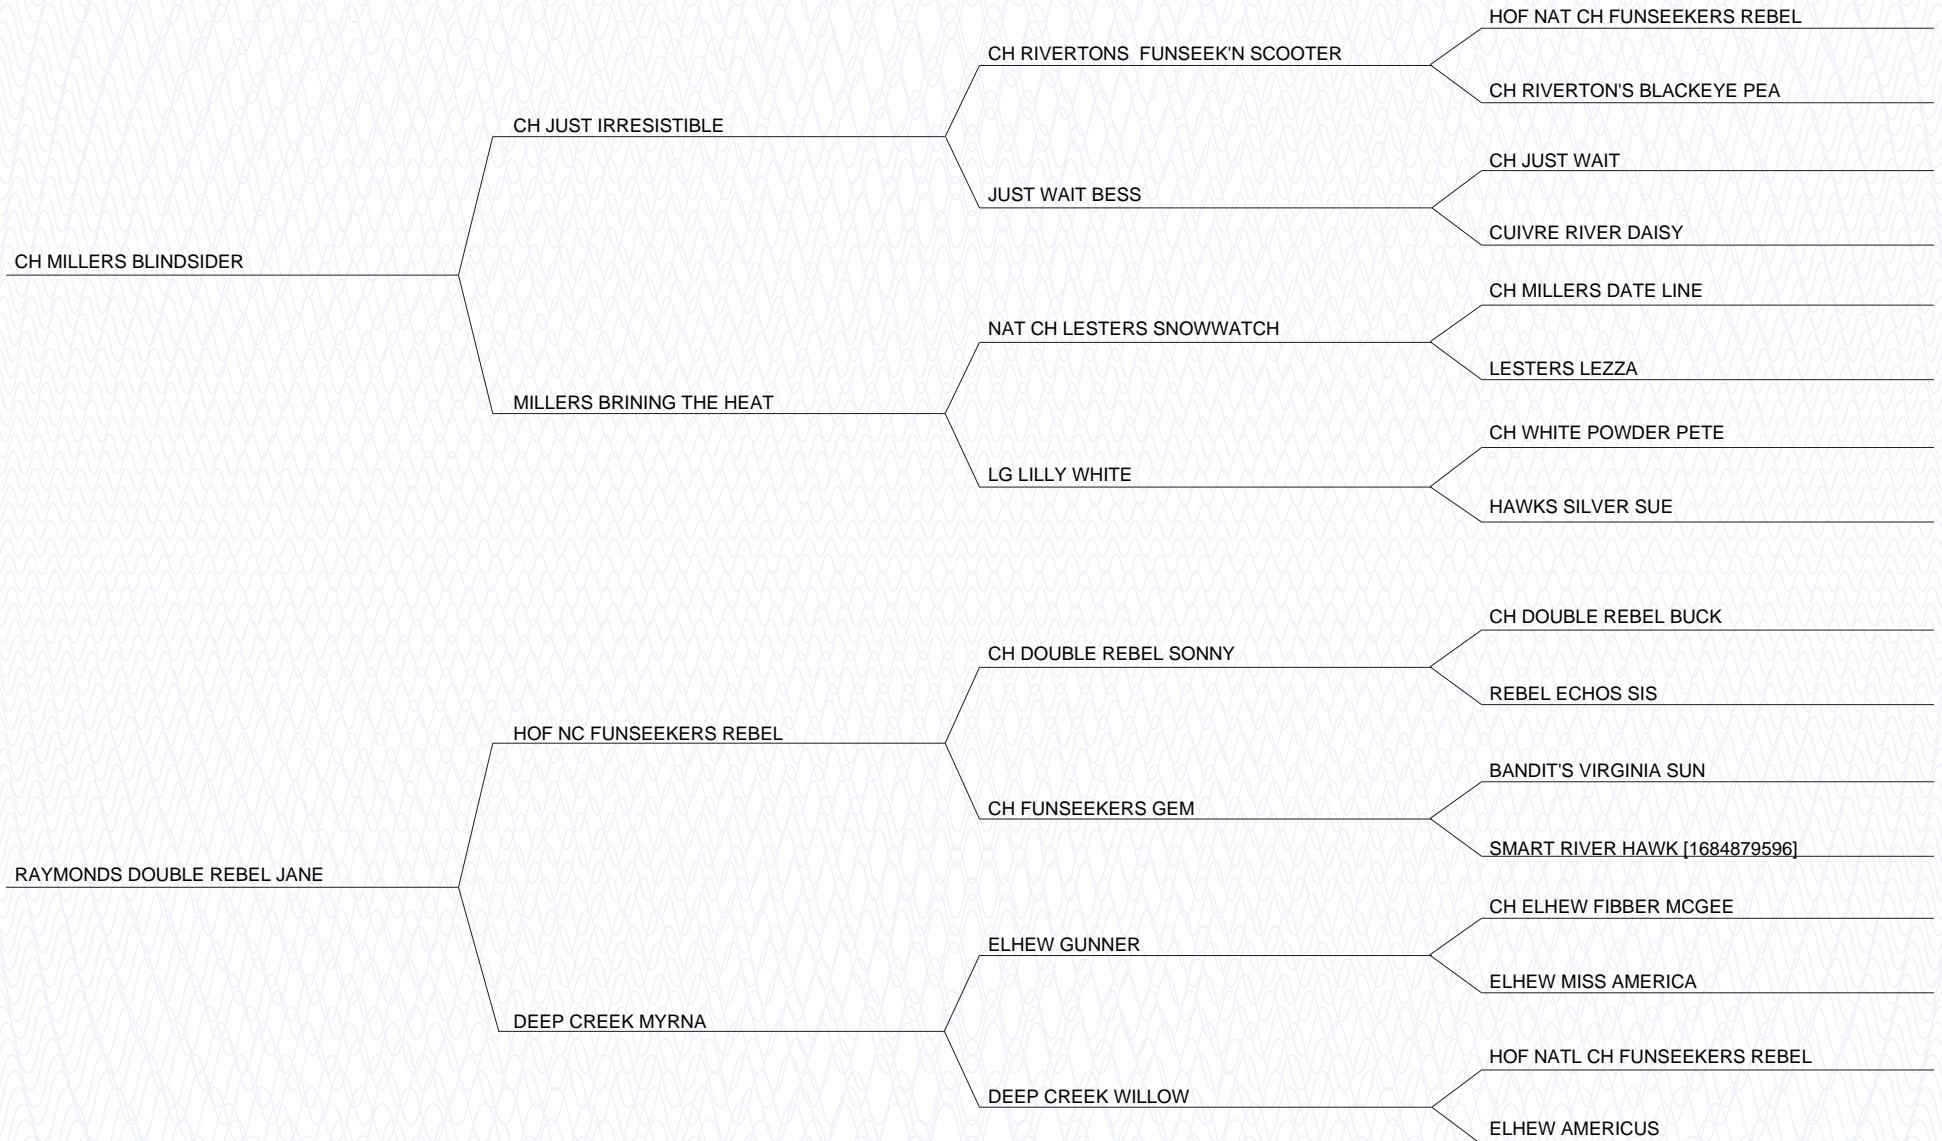 HOF NAT CH FUNSEEKERS REBEL
CH RIVERTONS  FUNSEEK'N SCOOTER
CH RIVERTON'S BLACKEYE PEA
CH JUST IRRESISTIBLE
CH JUST WAIT
JUST WAIT BESS
CUIVRE RIVER DAISY
CH MILLERS BLINDSIDER
CH MILLERS DATE LINE
NAT CH LESTERS SNOWWATCH
LESTERS LEZZA
MILLERS BRINING THE HEAT
CH WHITE POWDER PETE
LG LILLY WHITE
HAWKS SILVER SUE
CH DOUBLE REBEL BUCK
CH DOUBLE REBEL SONNY
REBEL ECHOS SIS
HOF NC FUNSEEKERS REBEL
BANDIT'S VIRGINIA SUN
CH FUNSEEKERS GEM
SMART RIVER HAWK [1684879596]
RAYMONDS DOUBLE REBEL JANE
CH ELHEW FIBBER MCGEE
ELHEW GUNNER
ELHEW MISS AMERICA
DEEP CREEK MYRNA
HOF NATL CH FUNSEEKERS REBEL
DEEP CREEK WILLOW
ELHEW AMERICUS